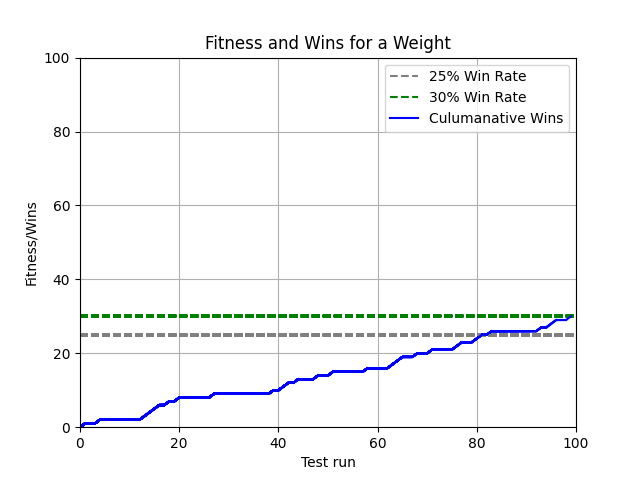 Fitness and Wins for a Weight
100
80
60
40
20
0
Fitness/Wins
25% Win Rate
30% Win Rate
Culumanative Wins
0 20 40 60 80 100
Test run